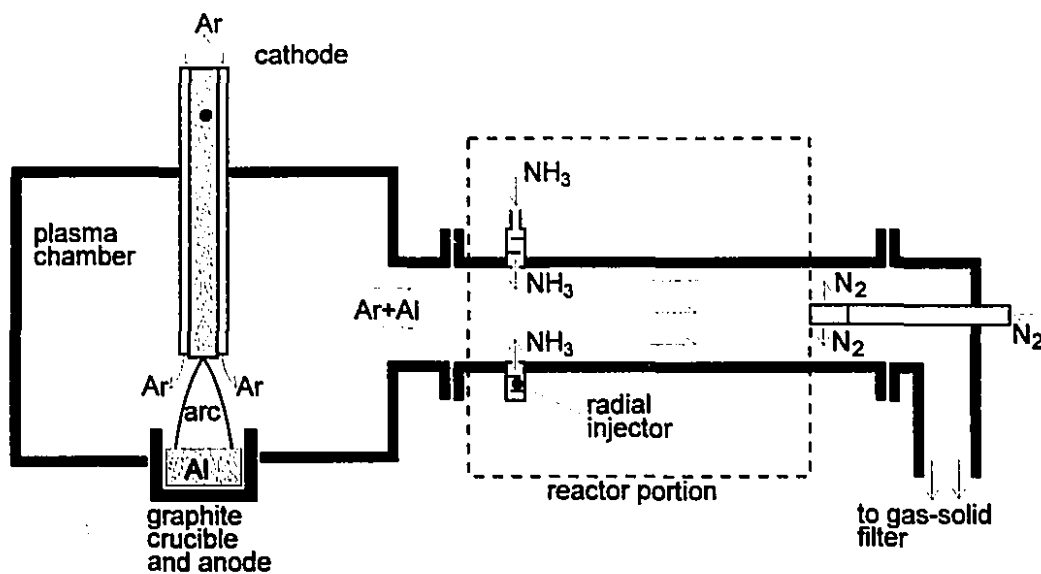 Ar
cathode
NH3
plasma
chamber
NH3
N2
Ar+Al
N2
NH3
N2
Ar
Ar
arc
radial
injector
Al
reactor portion
graphite
crucible
and anode
to gas-solid
filter